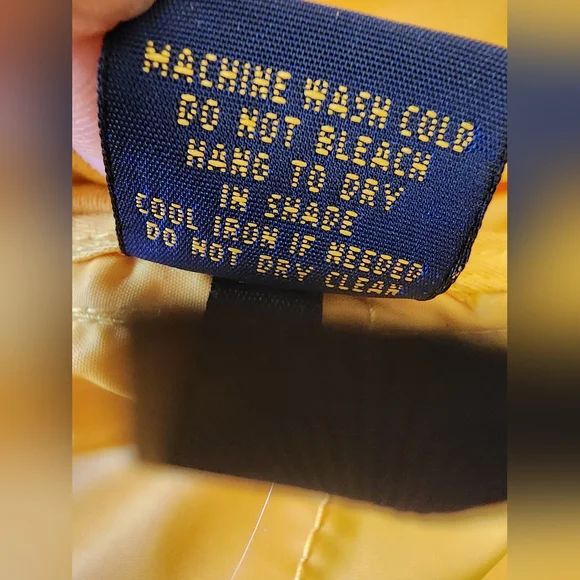 MACHINE WASH COLD
DO NOT BLEACH
HANG TO DRY
IN SHADE
COOL IRON IF NEEDED
DO NOT DRY CLEAN